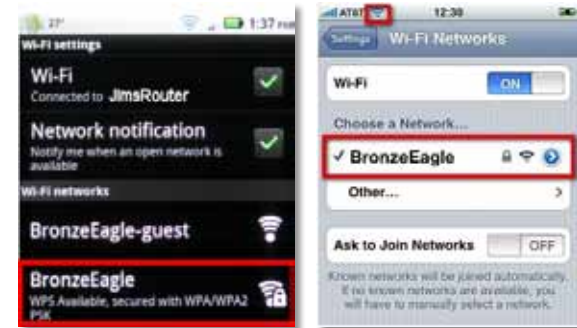 27° 1:37 PM
Wi-Fi settings
Wi-Fi
Connected to JimsRouter
Network notification
Notify me when an open network is
available
Wi-Fi networks
BronzeEagle-guest
BronzeEagle
WPS Available, secured with WPA/WPA2
PSK
AT&T 12:30
Settings Wi-Fi Networks
Wi-Fi ON
Choose a Network...
✓ BronzeEagle
Other... >
Ask to Join Networks OFF
Known networks will be joined automatically.
If no known networks are available, you
will have to manually select a network.